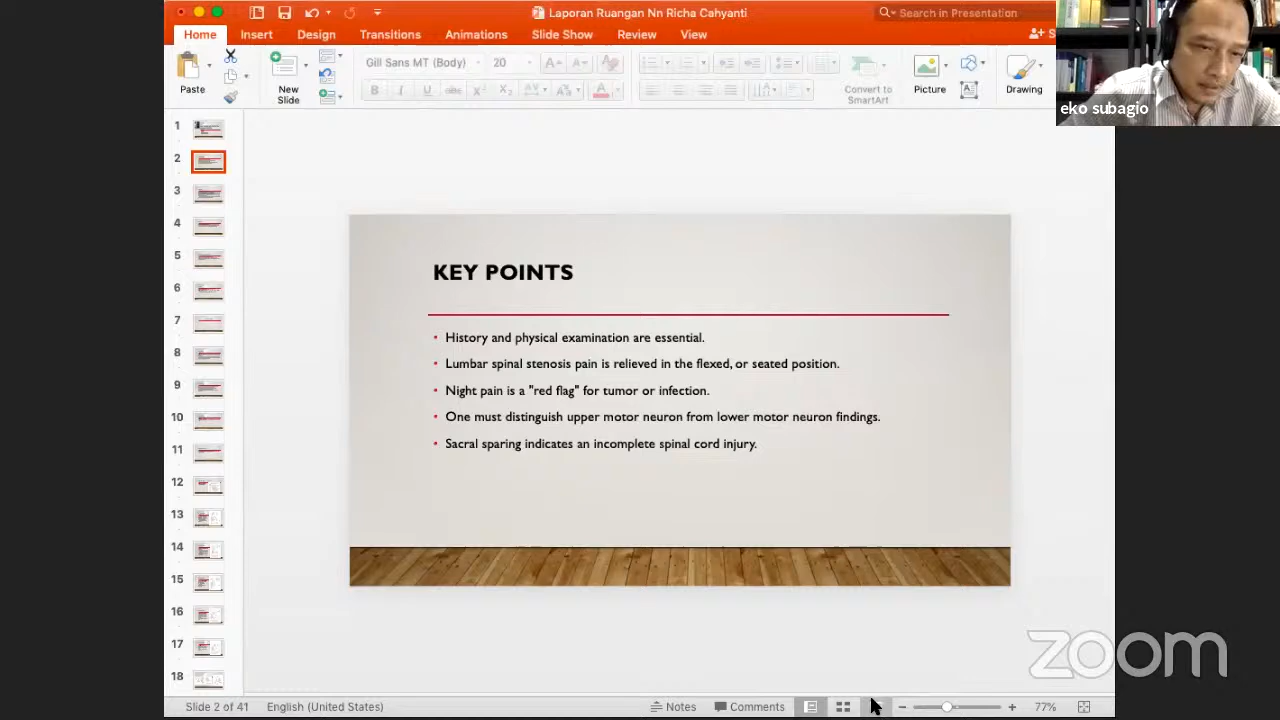 Laporan Ruangan Nn Richa Cahyanti
Search in Presentation
Home Insert Design Transitions Animations Slide Show Review View
Paste
New
Slide
Gill Sans MT (Body) 20
Convert to
SmartArt
Picture
Drawing
eko subagio
1
2
3
4
5
6
7
8
9
10
11
12
13
14
15
16
17
18
KEY POINTS
• History and physical examination are essential.
• Lumbar spinal stenosis pain is relieved in the flexed, or seated position.
• Night pain is a "red flag" for tumor or infection.
• One must distinguish upper motor neuron from lower motor neuron findings.
• Sacral sparing indicates an incomplete spinal cord injury.
zoom
Slide 2 of 41 English (United States) Notes Comments 77%